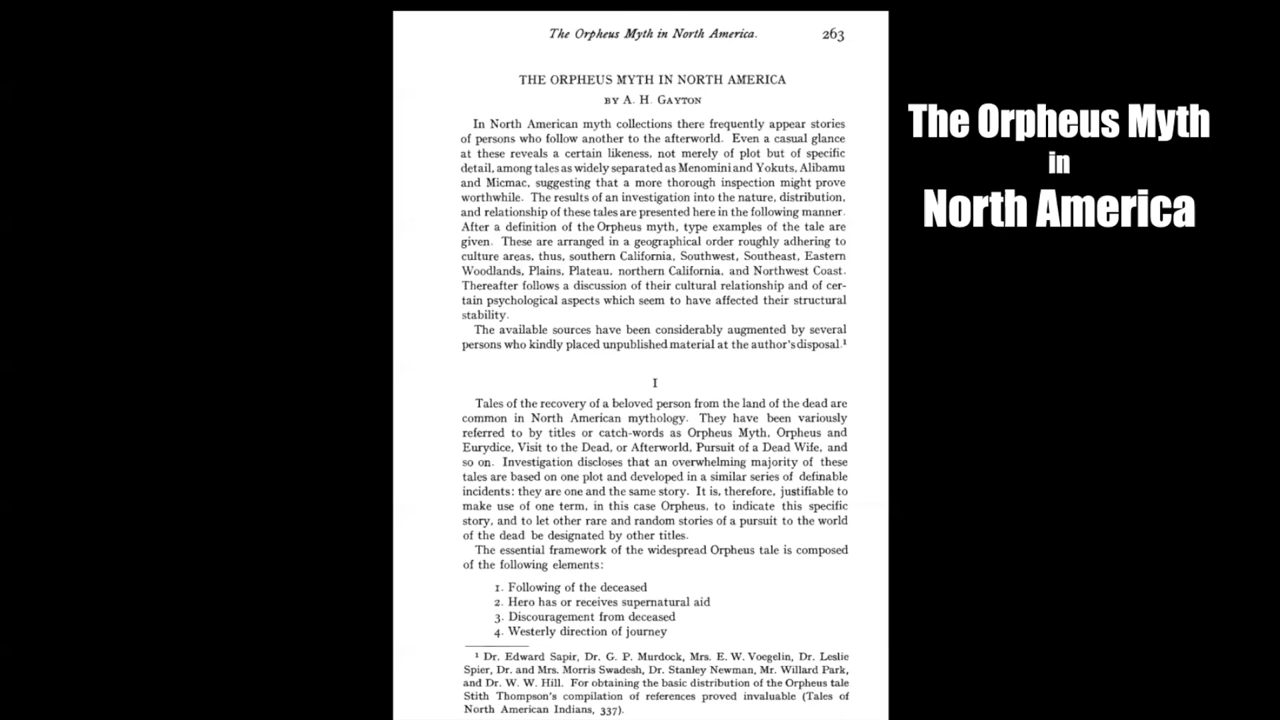 The Orpheus Myth in North America. 263
THE ORPHEUS MYTH IN NORTH AMERICA
BY A. H. GAYTON
In North American myth collections there frequently appear stories
of persons who follow another to the afterworld. Even a casual glance
at these reveals a certain likeness, not merely of plot but of specific
detail, among tales as widely separated as Menomini and Yokuts, Alibamu
and Micmac, suggesting that a more thorough inspection might prove
worthwhile. The results of an investigation into the nature, distribution,
and relationship of these tales are presented here in the following manner.
After a definition of the Orpheus myth, type examples of the tale are
given. These are arranged in a geographical order roughly adhering to
culture areas, thus, southern California, Southwest, Southeast, Eastern
Woodlands, Plains, Plateau, northern California, and Northwest Coast.
Thereafter follows a discussion of their cultural relationship and of cer-
tain psychological aspects which seem to have affected their structural
stability.
The available sources have been considerably augmented by several
persons who kindly placed unpublished material at the author's disposal.¹
I
Tales of the recovery of a beloved person from the land of the dead are
common in North American mythology. They have been variously
referred to by titles or catch-words as Orpheus Myth, Orpheus and
Eurydice, Visit to the Dead, or Afterworld, Pursuit of a Dead Wife, and
so on. Investigation discloses that an overwhelming majority of these
tales are based on one plot and developed in a similar series of definable
incidents: they are one and the same story. It is, therefore, justifiable to
make use of one term, in this case Orpheus, to indicate this specific
story, and to let other rare and random stories of a pursuit to the world
of the dead be designated by other titles.
The essential framework of the widespread Orpheus tale is composed
of the following elements:
1. Following of the deceased
2. Hero has or receives supernatural aid
3. Discouragement from deceased
4. Westerly direction of journey
¹ Dr. Edward Sapir, Dr. G. P. Murdock, Mrs. E. W. Voegelin, Dr. Leslie
Spier, Dr. and Mrs. Morris Swadesh, Dr. Stanley Newman, Mr. Willard Park,
and Dr. W. W. Hill. For obtaining the basic distribution of the Orpheus tale
Stith Thompson's compilation of references proved invaluable (Tales of
North American Indians, 337).
The Orpheus Myth
in
North America